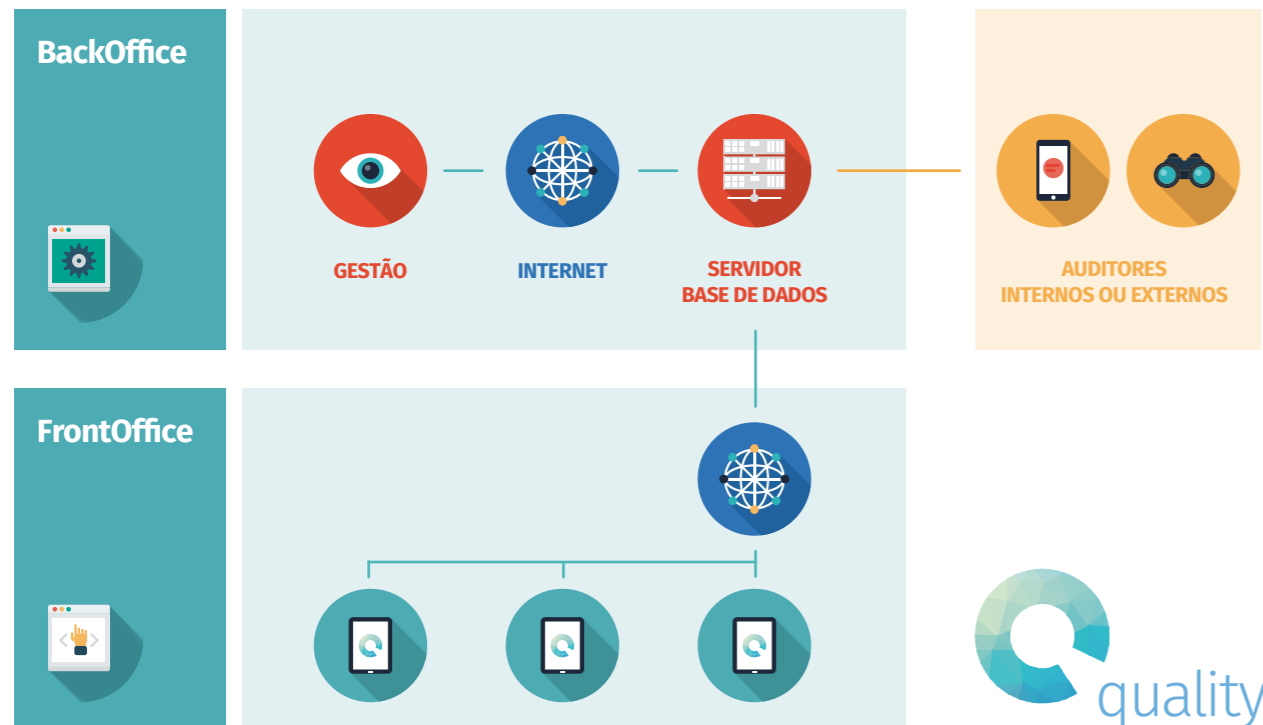 BackOffice
GESTÃO
INTERNET
SERVIDOR
BASE DE DADOS
AUDITORES
INTERNOS OU EXTERNOS
FrontOffice
quality